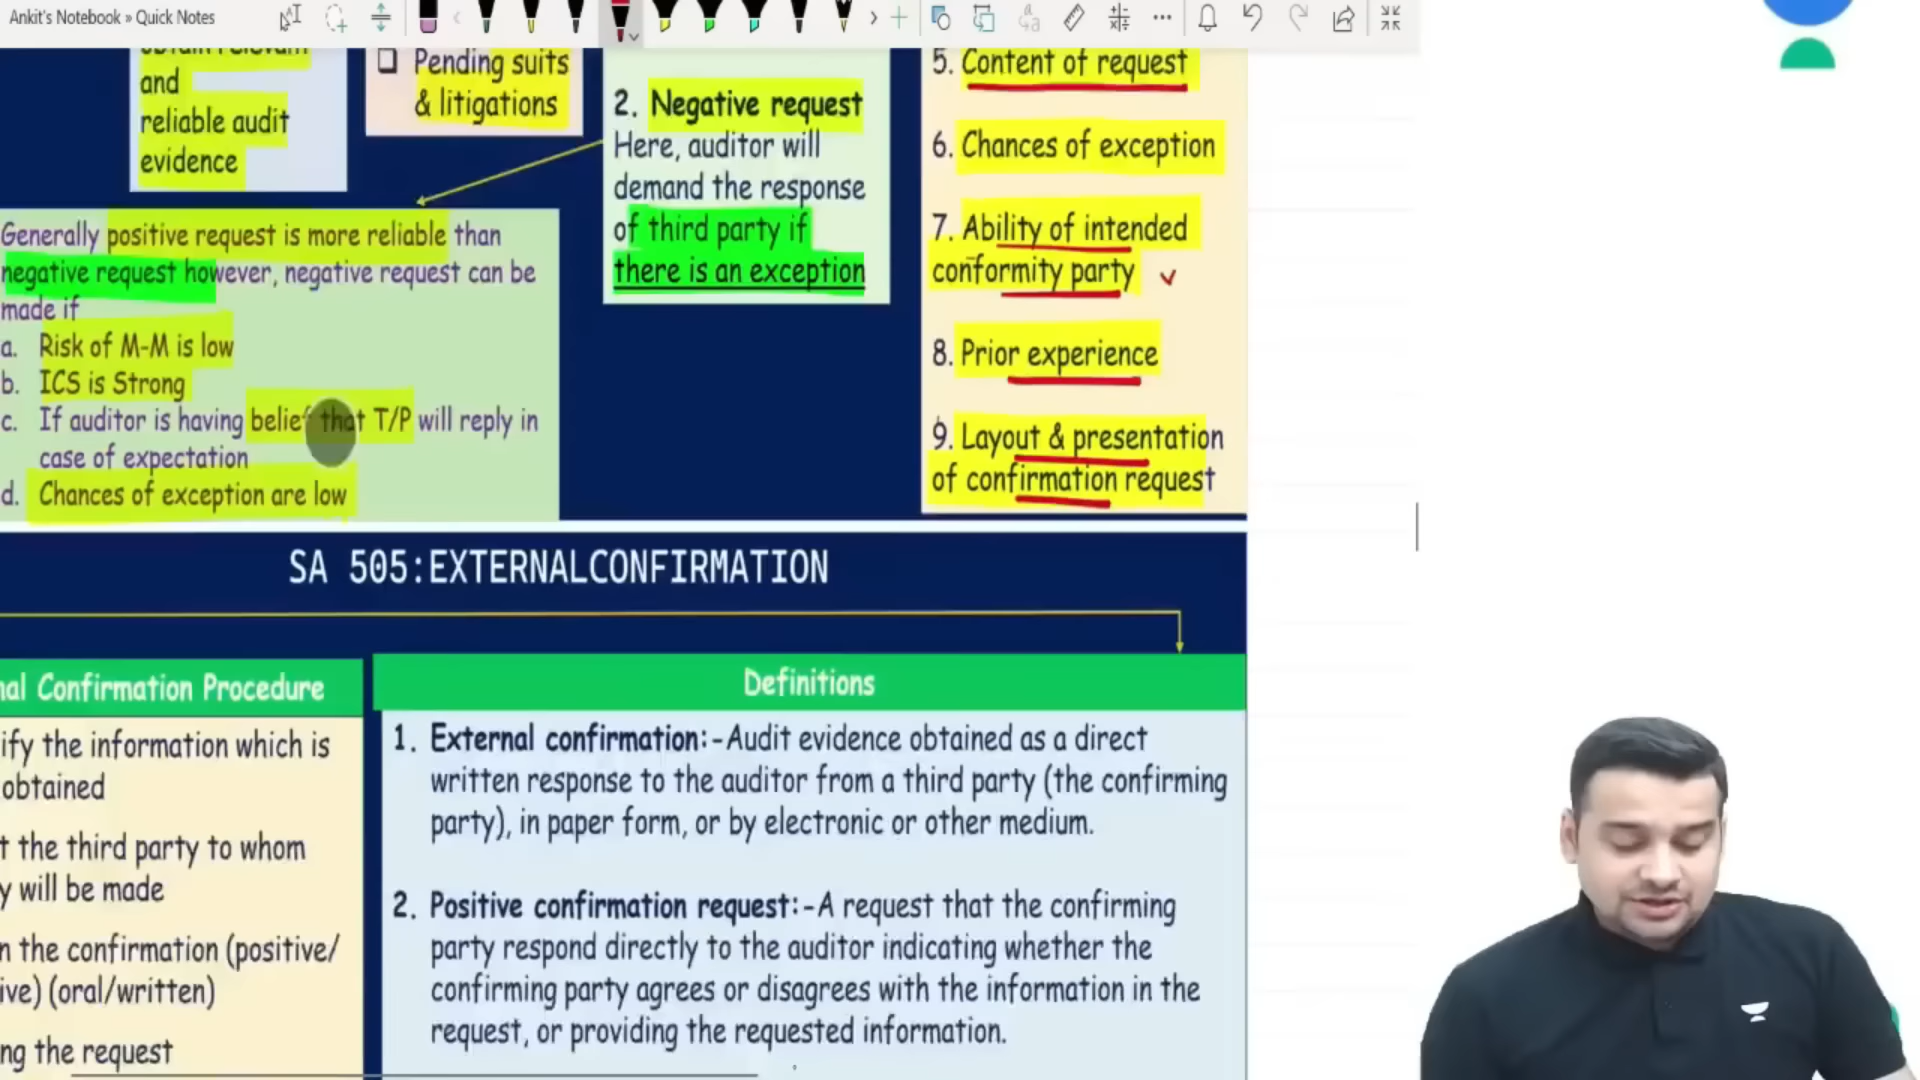 Ankit's Notebook » Quick Notes
and
reliable audit
evidence
Pending suits
& litigations
2. Negative request
Here, auditor will
demand the response
of third party if
there is an exception
5. Content of request
6. Chances of exception
7. Ability of intended
conformity party
8. Prior experience
9. Layout & presentation
of confirmation request
Generally positive request is more reliable than
negative request however, negative request can be
made if
a. Risk of M-M is low
b. ICS is Strong
c. If auditor is having belief that T/P will reply in
case of expectation
d. Chances of exception are low
SA 505:EXTERNALCONFIRMATION
nal Confirmation Procedure
ify the information which is
obtained
t the third party to whom
y will be made
n the confirmation (positive/
ive) (oral/written)
ng the request
Definitions
1. External confirmation:-Audit evidence obtained as a direct
written response to the auditor from a third party (the confirming
party), in paper form, or by electronic or other medium.
2. Positive confirmation request:-A request that the confirming
party respond directly to the auditor indicating whether the
confirming party agrees or disagrees with the information in the
request, or providing the requested information.